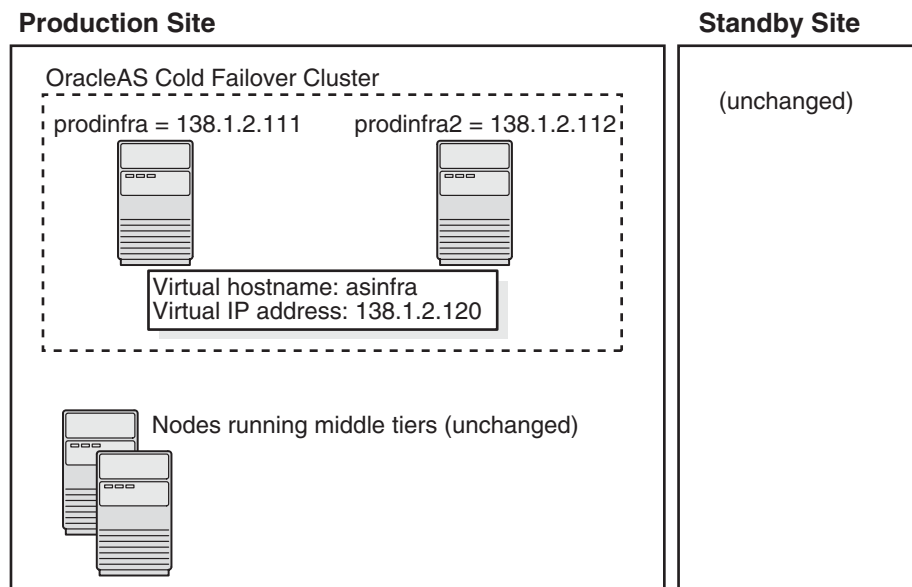 Production Site
Standby Site
OracleAS Cold Failover Cluster
prodinfra = 138.1.2.111
prodinfra2 = 138.1.2.112
Virtual hostname: asinfra
Virtual IP address: 138.1.2.120
Nodes running middle tiers (unchanged)
(unchanged)